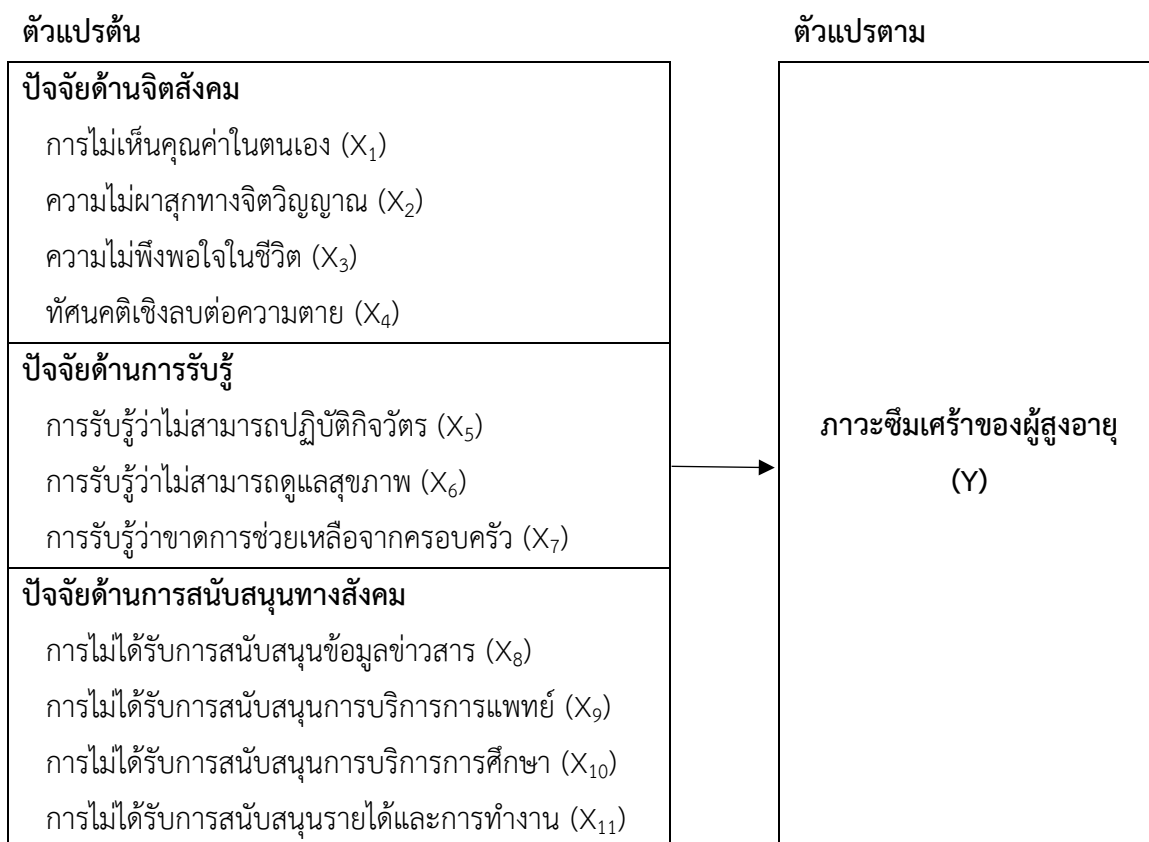 ตัวแปรต้น
ตัวแปรตาม
ปัจจัยด้านจิตสังคม
การไม่เห็นคุณค่าในตนเอง (X₁)
ความไม่ผาสุกทางจิตวิญญาณ (X₂)
ความไม่พึงพอใจในชีวิต (X₃)
ทัศนคติเชิงลบต่อความตาย (X₄)
ปัจจัยด้านการรับรู้
การรับรู้ว่าไม่สามารถปฏิบัติกิจวัตร (X₅)
การรับรู้ว่าไม่สามารถดูแลสุขภาพ (X₆)
การรับรู้ว่าขาดการช่วยเหลือจากครอบครัว (X₇)
ปัจจัยด้านการสนับสนุนทางสังคม
การไม่ได้รับการสนับสนุนข้อมูลข่าวสาร (X₈)
การไม่ได้รับการสนับสนุนการบริการการแพทย์ (X₉)
การไม่ได้รับการสนับสนุนการบริการการศึกษา (X₁₀)
การไม่ได้รับการสนับสนุนรายได้และการทำงาน (X₁₁)
ภาวะซึมเศร้าของผู้สูงอายุ
(Y)